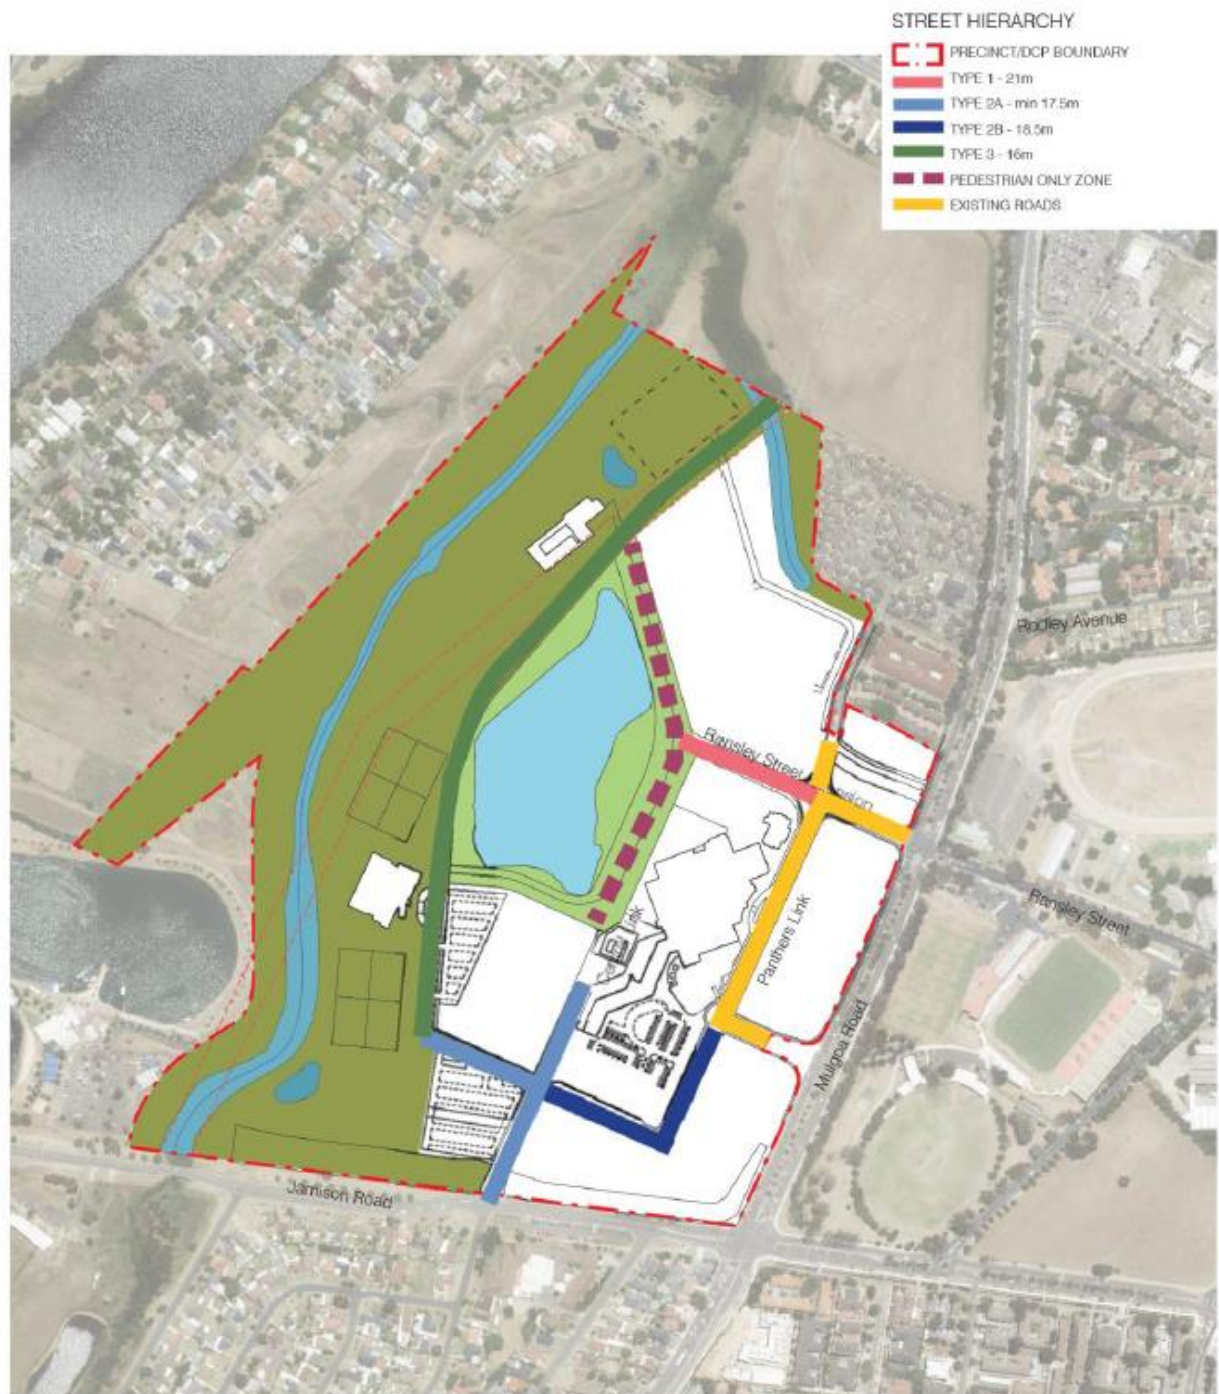 STREET HIERARCHY
PRECINCT/DCP BOUNDARY
TYPE 1 - 21m
TYPE 2A - min 17.5m
TYPE 2B - 18.5m
TYPE 3 - 16m
PEDESTRIAN ONLY ZONE
EXISTING ROADS
Rodley Avenue
Ransley Street
Ransley Street
Panthers Link
Mulgoa Road
Jamison Road